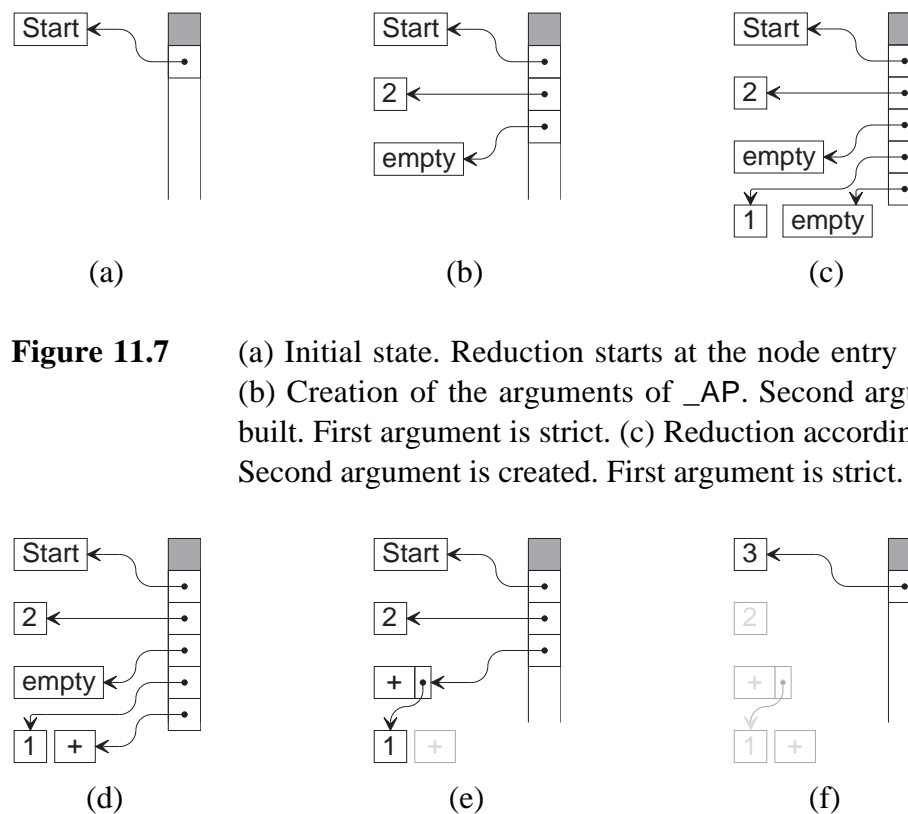 Start
Start
Start
2
2
empty
empty
1 empty
(a)
(b)
(c)
Figure 11.7 (a) Initial state. Reduction starts at the node entry
(b) Creation of the arguments of _AP. Second
built. First argument is strict. (c) Reduction
Second argument is created. First argument is strict.
Start
Start
3
2
2
2
empty
+
+
1 +
1 +
1 +
(d)
(e)
(f)